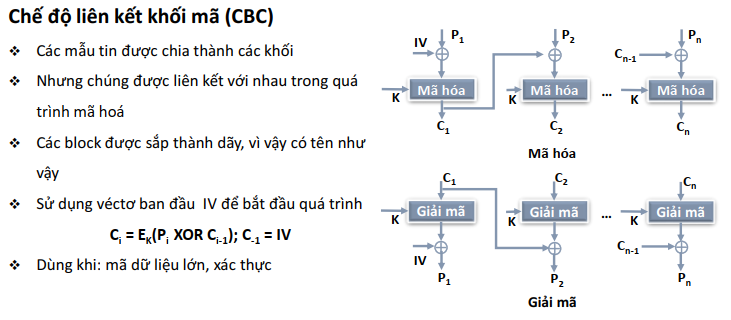 Chế độ liên kết khối mã (CBC)
❖ Các mẫu tin được chia thành các khối
❖ Nhưng chúng được liên kết với nhau trong quá
trình mã hoá
❖ Các block được sắp thành dãy, vì vậy có tên như
vậy
❖ Sử dụng véctơ ban đầu IV để bắt đầu quá trình
Cᵢ = Eₖ(Pᵢ XOR Cᵢ₋₁); C₋₁ = IV
❖ Dùng khi: mã dữ liệu lớn, xác thực
P₁ P₂ Pₙ
IV Cₙ₋₁
Mã hóa Mã hóa ... Mã hóa
K K K
C₁ C₂ Cₙ
Mã hóa
C₁ C₂ Cₙ
Giải mã Giải mã ... Giải mã
K K K
IV Cₙ₋₁
P₁ P₂ Pₙ
Giải mã